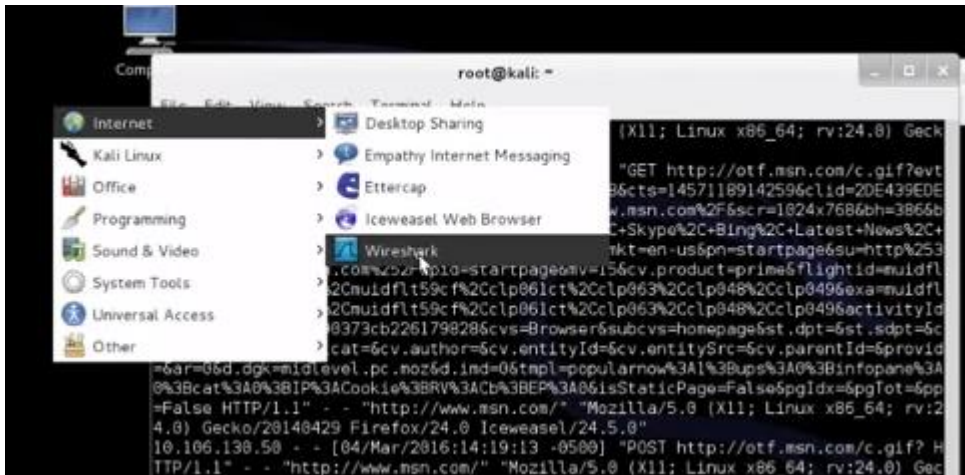 Comp
root@kali: ~
File Edit View Search Terminal Help
Internet
Kali Linux
Office
Programming
Sound & Video
System Tools
Universal Access
Other
Desktop Sharing
Empathy Internet Messaging
Ettercap
Iceweasel Web Browser
Wireshark
(X11; Linux x86_64; rv:24.0) Geck
"GET http://otf.msn.com/c.gif?evt
&cts=1457118914259&clid=2DE439EDE
w.msn.com%2F&scr=1024x768&bh=386&b
C+Skype%2C+Bing%2C+Latest+News%2C+
mkt=en-us&pn=startpage&su=http%253
.com%252F&pid=startpage&mv=15&cv.product=prime&flightid=muidfl
%2Cmuidflt59cf%2Cclp061ct%2Cclp063%2Cclp048%2Cclp049&exa=muidfl
%2Cmuidflt59cf%2Cclp061ct%2Cclp063%2Cclp048%2Cclp049&activityId
0373cb226179828&cvs=Browser&subcvs=homepage&st.dpt=&st.sdpt=&c
cat=&cv.author=&cv.entityId=&cv.entitySrc=&cv.parentId=&provid
=&ar=0&d.dgk=midlevel.pc.moz&d.imd=0&tmpl=popularnow%3A1%3Bups%3A0%3Binfopane%3A
0%3Bcat%3A0%3BIP%3ACookie%3BRV%3ACb%3BEP%3A0&isStaticPage=False&pgIdx=&pgTot=&pp
=False HTTP/1.1" - - "http://www.msn.com/" "Mozilla/5.0 (X11; Linux x86_64; rv:2
4.0) Gecko/20140429 Firefox/24.0 Iceweasel/24.5.0"
10.106.130.50 - - [04/Mar/2016:14:19:13 -0500] "POST http://otf.msn.com/c.gif? H
TTP/1.1" - - "http://www.msn.com/" "Mozilla/5.0 (X11; Linux x86_64; rv:24.0) Gec